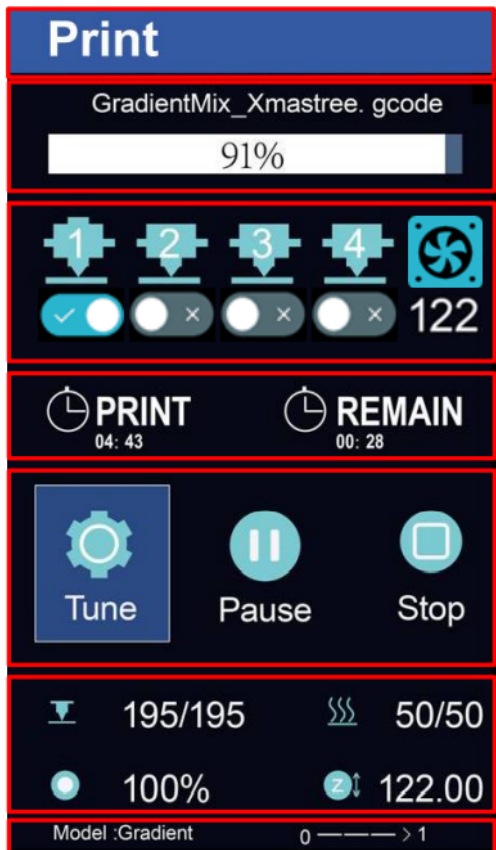 Print
GradientMix_Xmastree. gcode
91%
1 2 3 4
122
PRINT REMAIN
04: 43 00: 28
Tune Pause Stop
195/195 50/50
100% Z 122.00
Model :Gradient 0 ———> 1